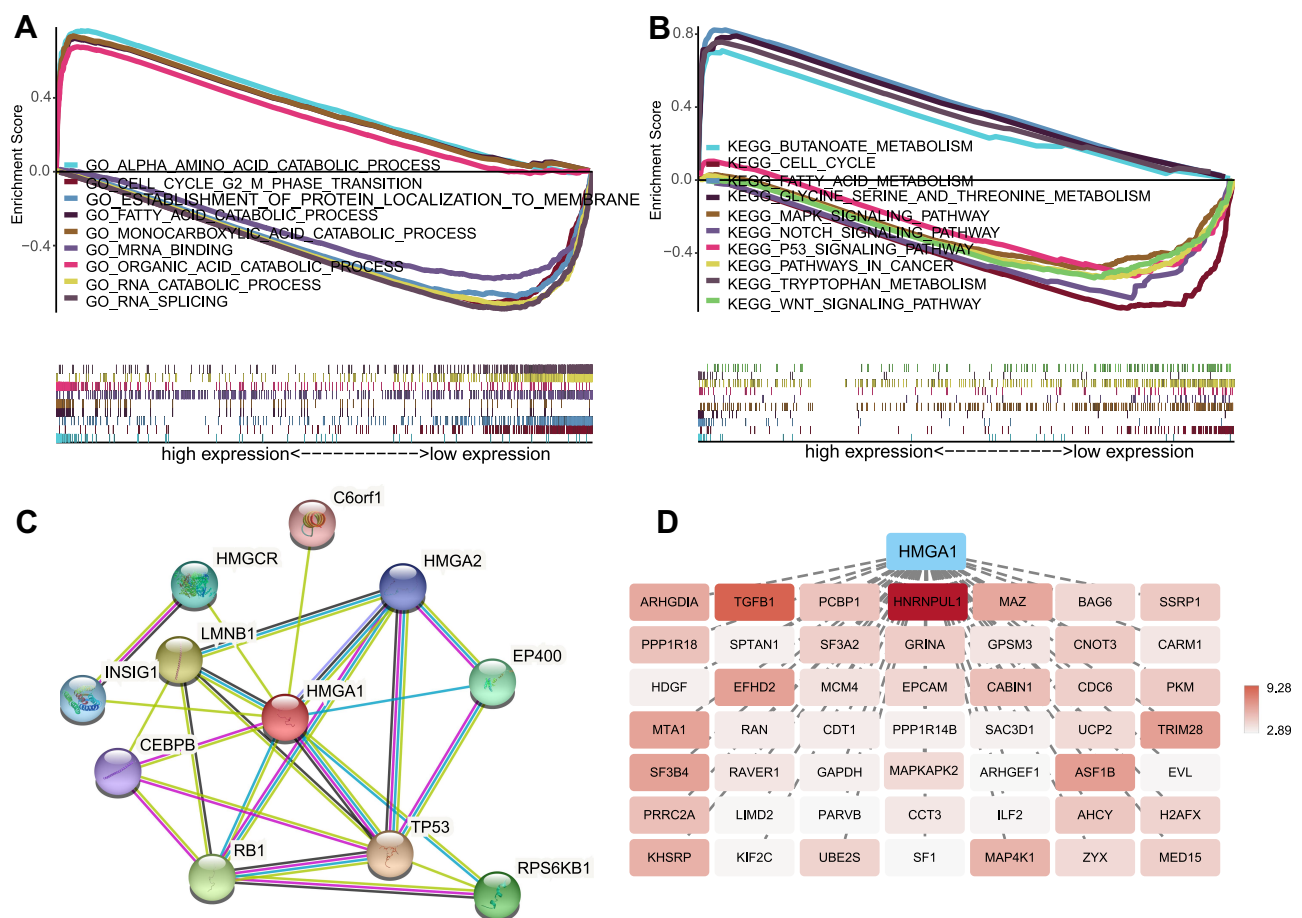 A
Enrichment Score
0.4
0.0
−0.4
GO_ALPHA_AMINO_ACID_CATABOLIC_PROCESS
GO_CELL_CYCLE_G2_M_PHASE_TRANSITION
GO_ESTABLISHMENT_OF_PROTEIN_LOCALIZATION_TO_MEMBRANE
GO_FATTY_ACID_CATABOLIC_PROCESS
GO_MONOCARBOXYLIC_ACID_CATABOLIC_PROCESS
GO_MRNA_BINDING
GO_ORGANIC_ACID_CATABOLIC_PROCESS
GO_RNA_CATABOLIC_PROCESS
GO_RNA_SPLICING
high expression<-------------->low expression
B
Enrichment Score
0.8
0.4
0.0
−0.4
KEGG_BUTANOATE_METABOLISM
KEGG_CELL_CYCLE
KEGG_FATTY_ACID_METABOLISM
KEGG_GLYCINE_SERINE_AND_THREONINE_METABOLISM
KEGG_MAPK_SIGNALING_PATHWAY
KEGG_NOTCH_SIGNALING_PATHWAY
KEGG_P53_SIGNALING_PATHWAY
KEGG_PATHWAYS_IN_CANCER
KEGG_TRYPTOPHAN_METABOLISM
KEGG_WNT_SIGNALING_PATHWAY
high expression<-------------->low expression
C
C6orf1
HMGCR
HMGA2
LMNB1
EP400
INSIG1
HMGA1
CEBPB
TP53
RB1
RPS6KB1
D
HMGA1
ARHGDIA TGFB1 PCBP1 HNRNPUL1 MAZ BAG6 SSRP1
PPP1R18 SPTAN1 SF3A2 GRINA GPSM3 CNOT3 CARM1
HDGF EFHD2 MCM4 EPCAM CABIN1 CDC6 PKM
MTA1 RAN CDT1 PPP1R14B SAC3D1 UCP2 TRIM28
SF3B4 RAVER1 GAPDH MAPKAPK2 ARHGEF1 ASF1B EVL
PRRC2A LIMD2 PARVB CCT3 ILF2 AHCY H2AFX
KHSRP KIF2C UBE2S SF1 MAP4K1 ZYX MED15
9.28
2.89